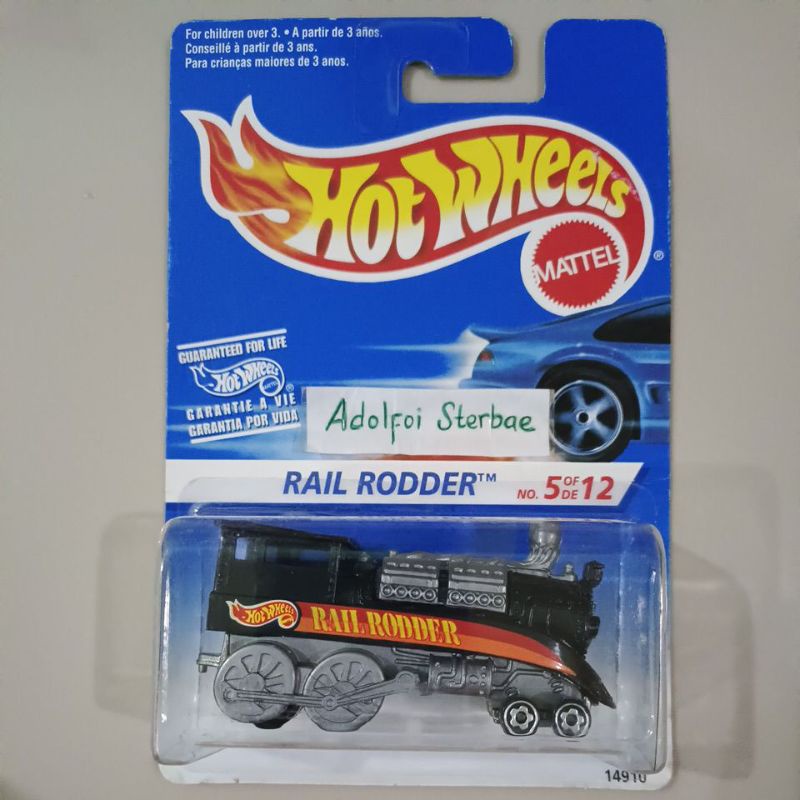 For children over 3. • A partir de 3 años.
Conseillé à partir de 3 ans.
Para crianças maiores de 3 anos.
HOT WHEELS
MATTEL
®
GUARANTEED FOR LIFE
HOT WHEELS
®
GARANTIE A VIE
GARANTIA POR VIDA
Adolfoi Sterbae
RAIL RODDER™
NO. 5 OF DE 12
HOT WHEELS
RAIL RODDER
14910